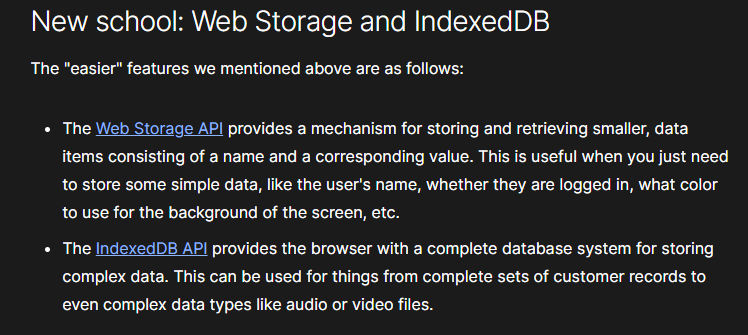 New school: Web Storage and IndexedDB
The "easier" features we mentioned above are as follows:
• The Web Storage API provides a mechanism for storing and retrieving smaller, data
items consisting of a name and a corresponding value. This is useful when you just need
to store some simple data, like the user's name, whether they are logged in, what color
to use for the background of the screen, etc.
• The IndexedDB API provides the browser with a complete database system for storing
complex data. This can be used for things from complete sets of customer records to
even complex data types like audio or video files.